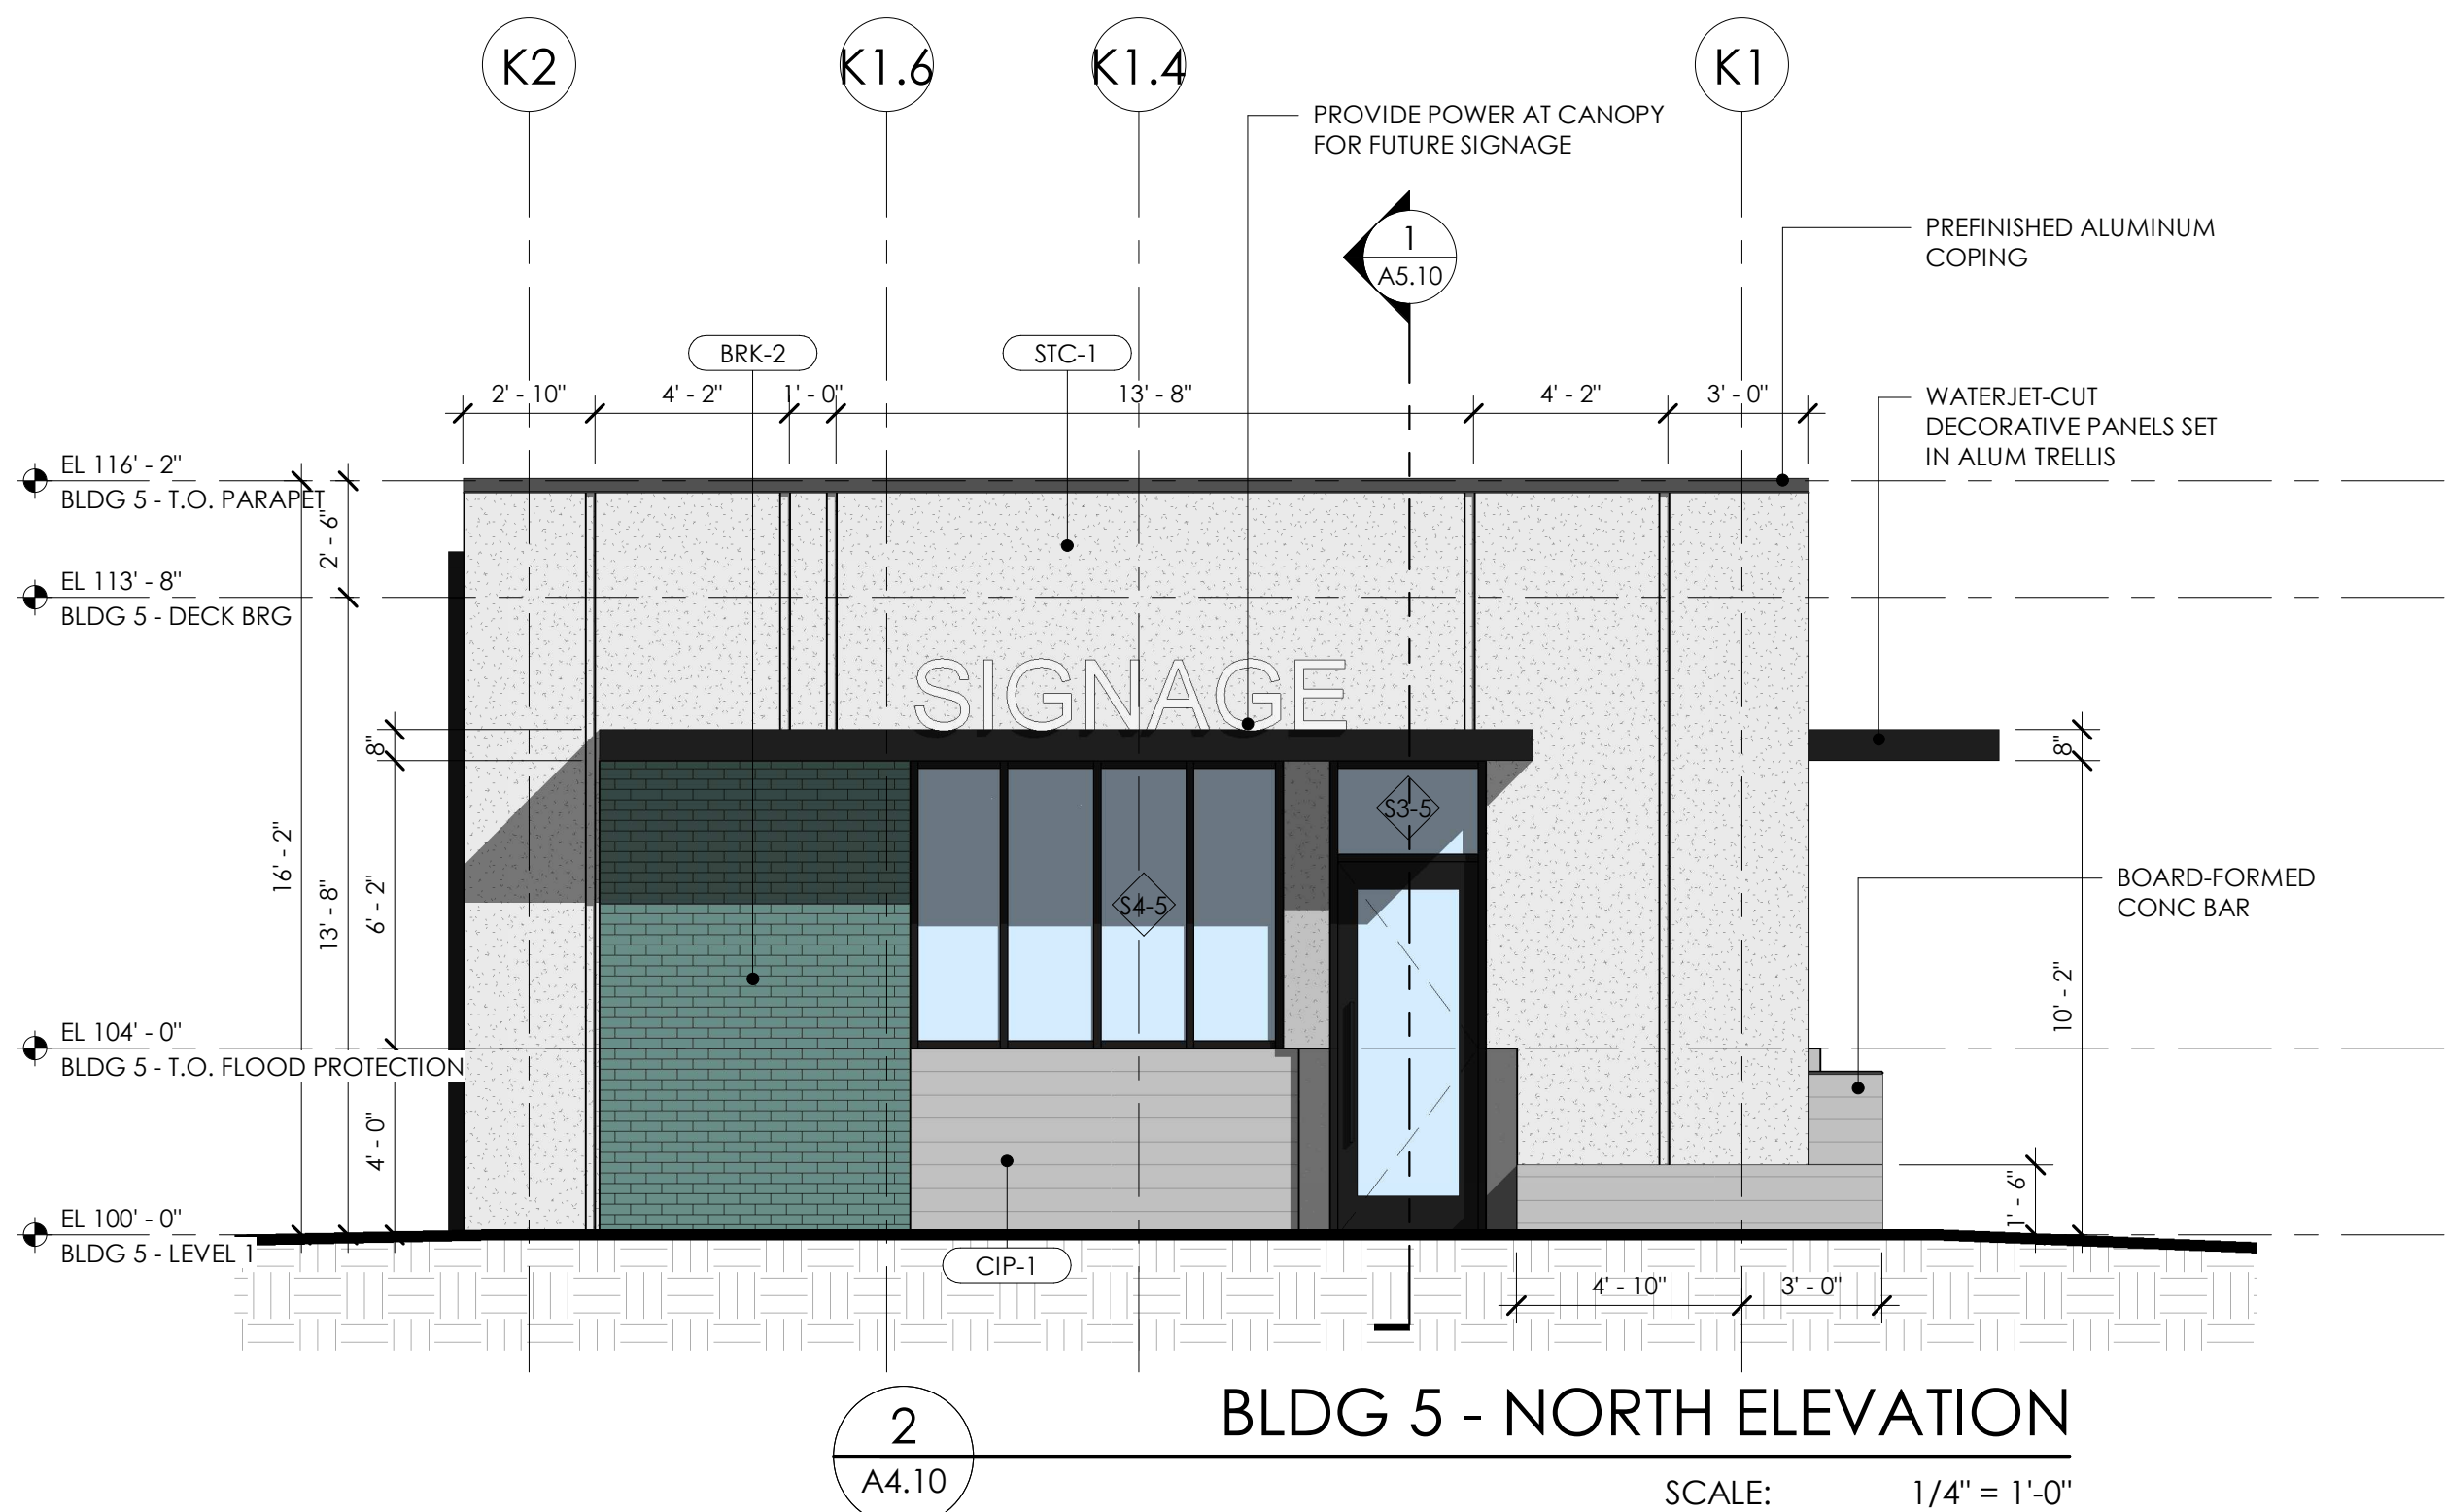 K2
K1.6
K1.4
K1
PROVIDE POWER AT CANOPY
FOR FUTURE SIGNAGE
1
A5.10
PREFINISHED ALUMINUM
COPING
BRK-2
STC-1
2' - 10"
4' - 2"
1' - 0"
13' - 8"
4' - 2"
3' - 0"
WATERJET-CUT
DECORATIVE PANELS SET
IN ALUM TRELLIS
EL 116' - 2"
BLDG 5 - T.O. PARAPET
2' - 6"
EL 113' - 8"
BLDG 5 - DECK BRG
SIGNAGE
8"
8"
S3-5
16' - 2"
13' - 8"
6' - 2"
S4-5
BOARD-FORMED
CONC BAR
10' - 2"
EL 104' - 0"
BLDG 5 - T.O. FLOOD PROTECTION
4' - 0"
1' - 6"
EL 100' - 0"
BLDG 5 - LEVEL 1
CIP-1
4' - 10"
3' - 0"
2
A4.10
BLDG 5 - NORTH ELEVATION
SCALE: 1/4" = 1'-0"